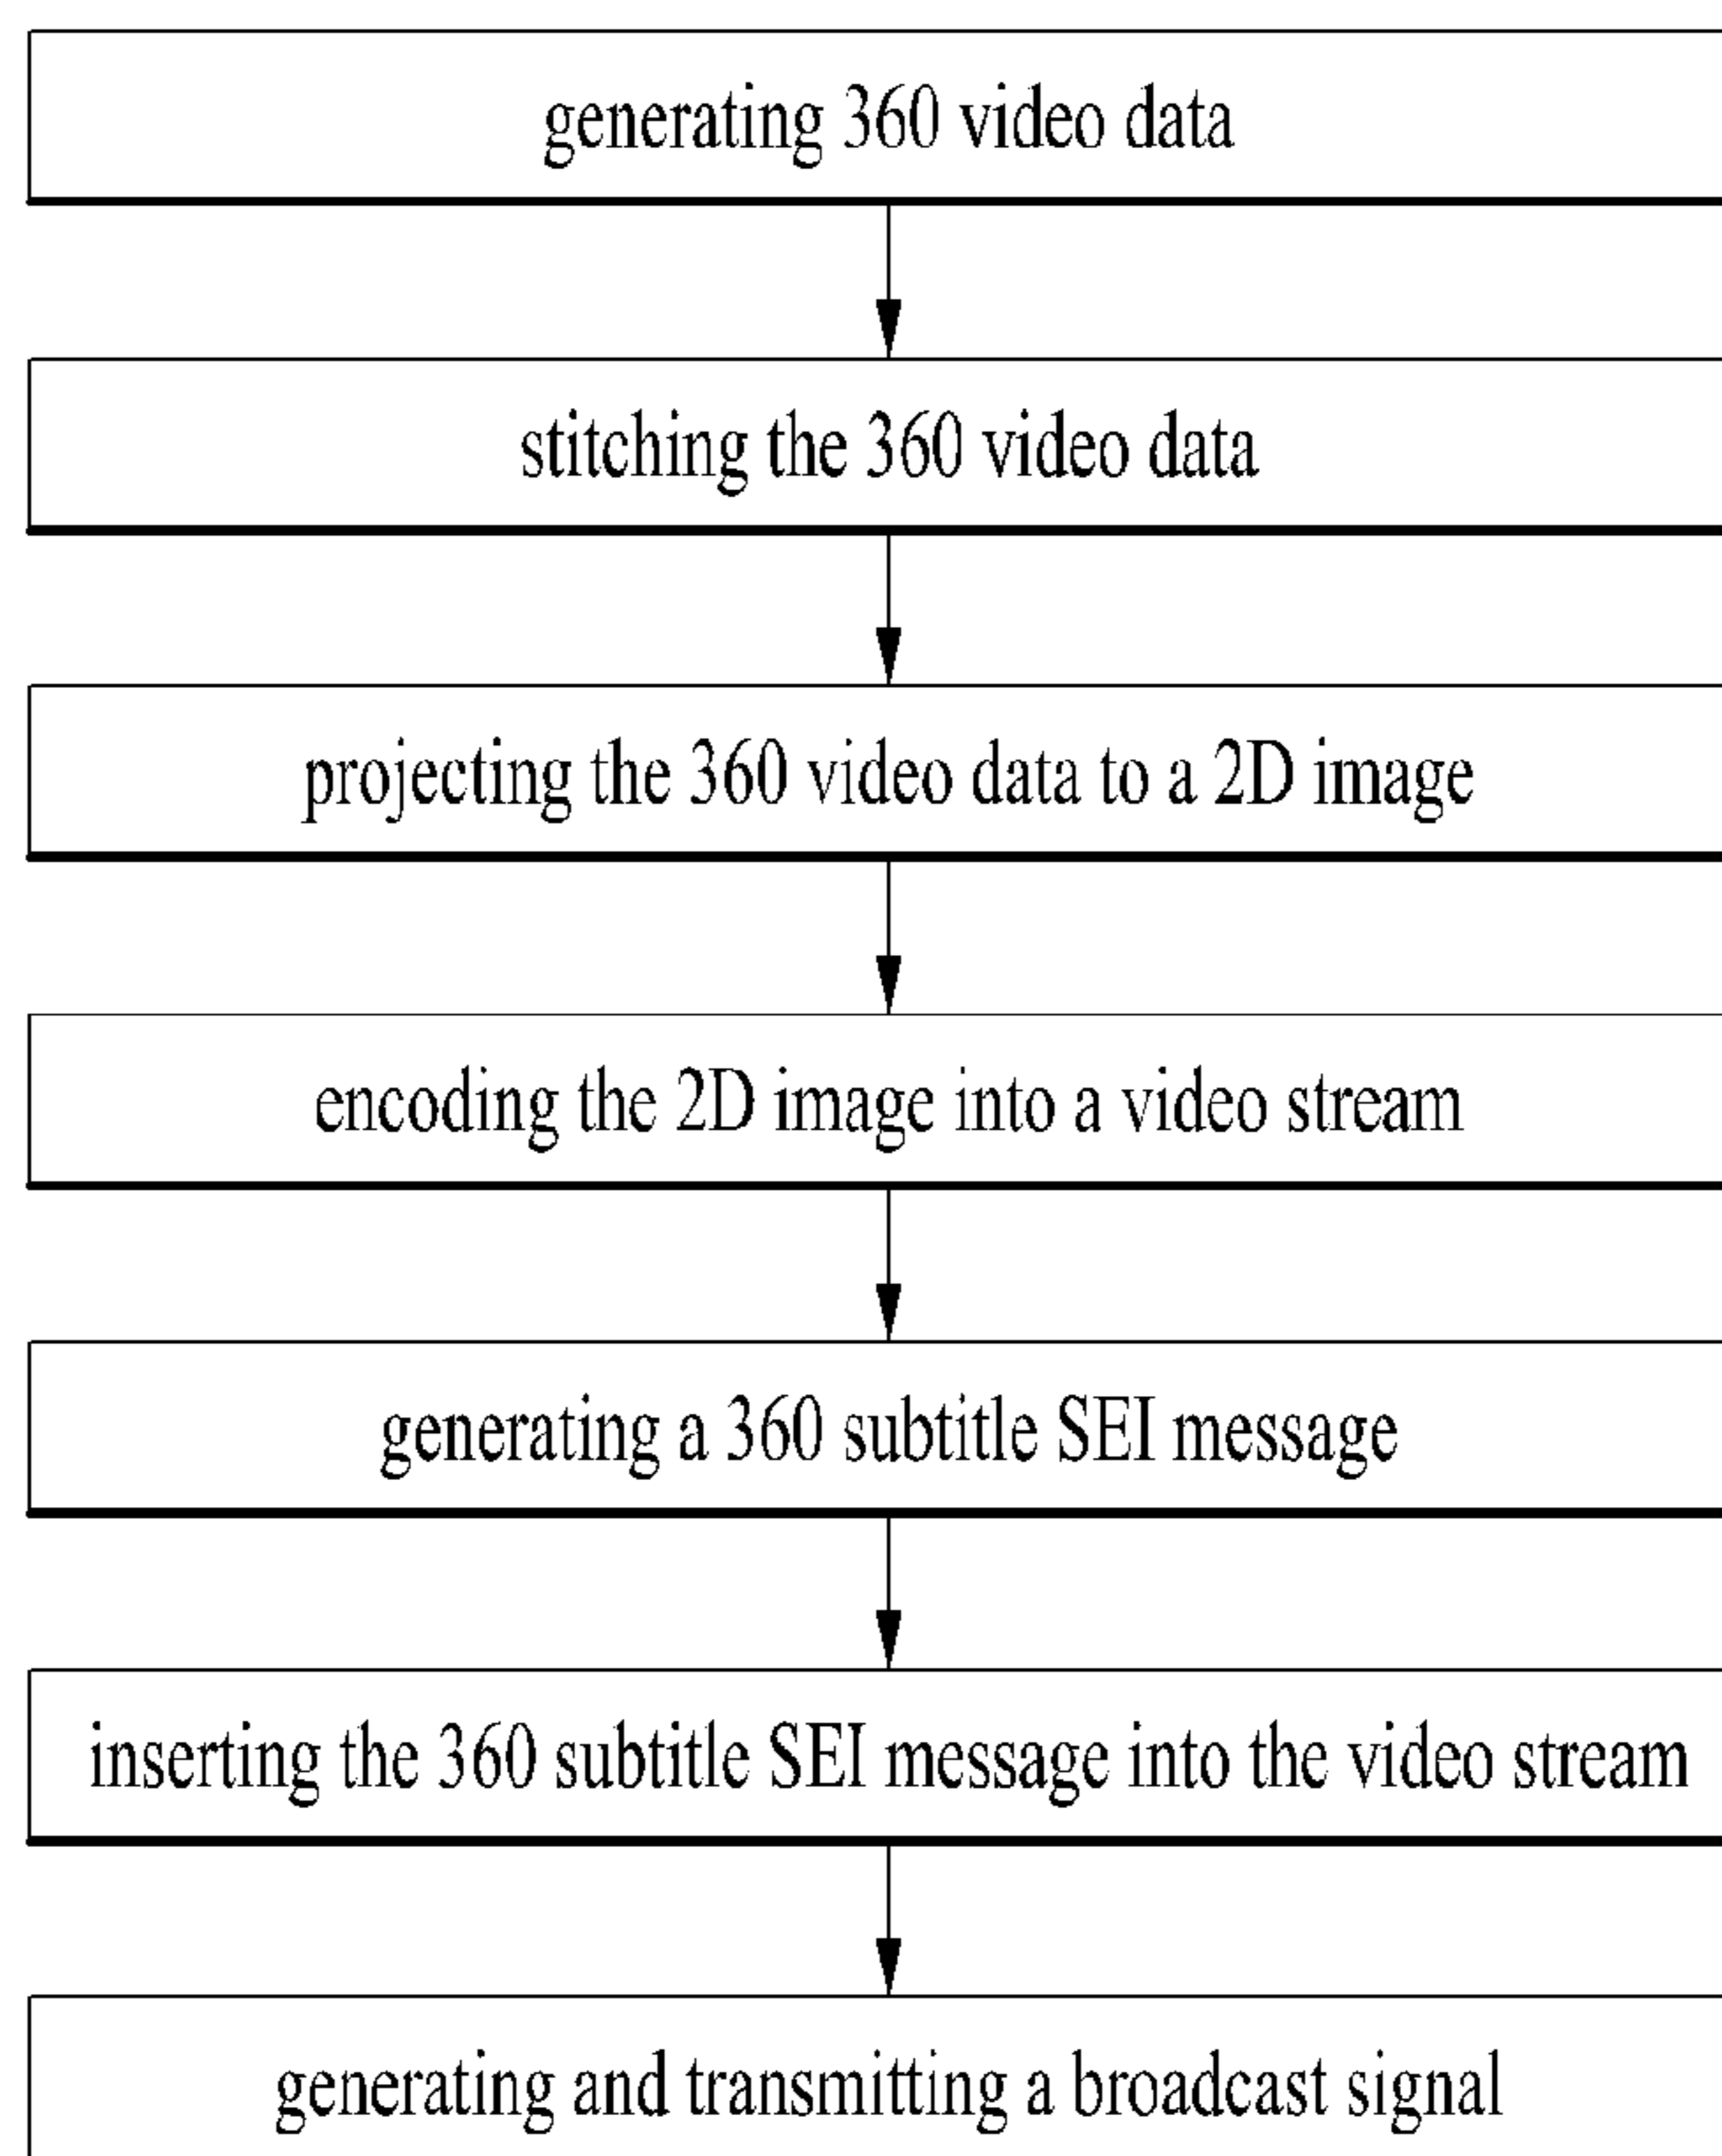 generating 360 video data
stitching the 360 video data
projecting the 360 video data to a 2D image
encoding the 2D image into a video stream
generating a 360 subtitle SEI message
inserting the 360 subtitle SEI message into the video stream
generating and transmitting a broadcast signal